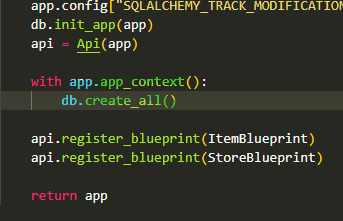 app.config["SQLALCHEMY_TRACK_MODIFICATION
db.init_app(app)
api = Api(app)
with app.app_context():
db.create_all()
api.register_blueprint(ItemBlueprint)
api.register_blueprint(StoreBlueprint)
return app